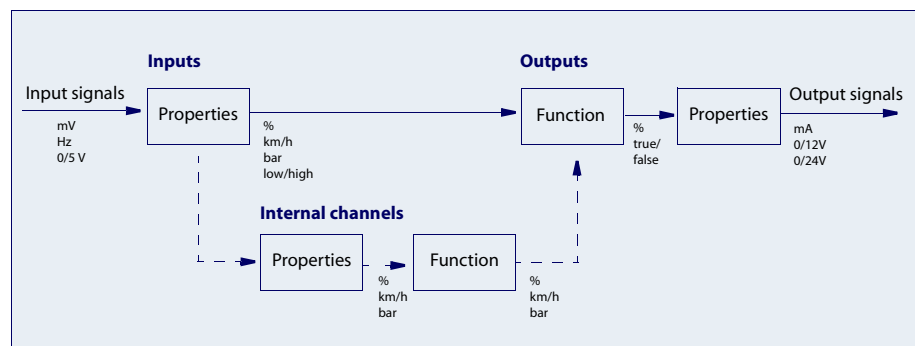 Inputs
Outputs
Input signals
Properties
Function
Properties
Output signals
mV
Hz
0/5 V
%
km/h
bar
low/high
%
true/
false
mA
0/12V
0/24V
Internal channels
Properties
Function
%
km/h
bar
%
km/h
bar